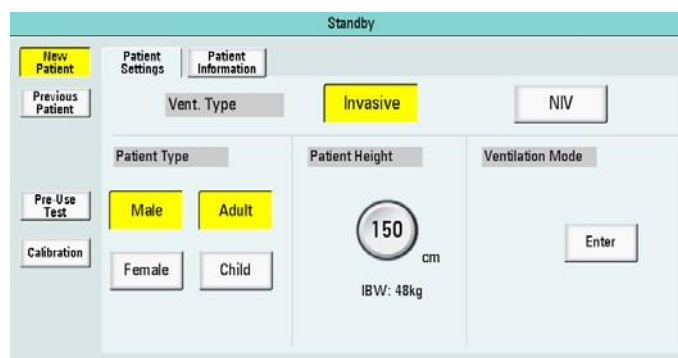 Standby
New
Patient
Previous
Patient
Pre-Use
Test
Calibration
Patient
Settings
Patient
Information
Vent. Type
Invasive
NIV
Patient Type
Male
Adult
Female
Child
Patient Height
150
cm
IBW: 48kg
Ventilation Mode
Enter